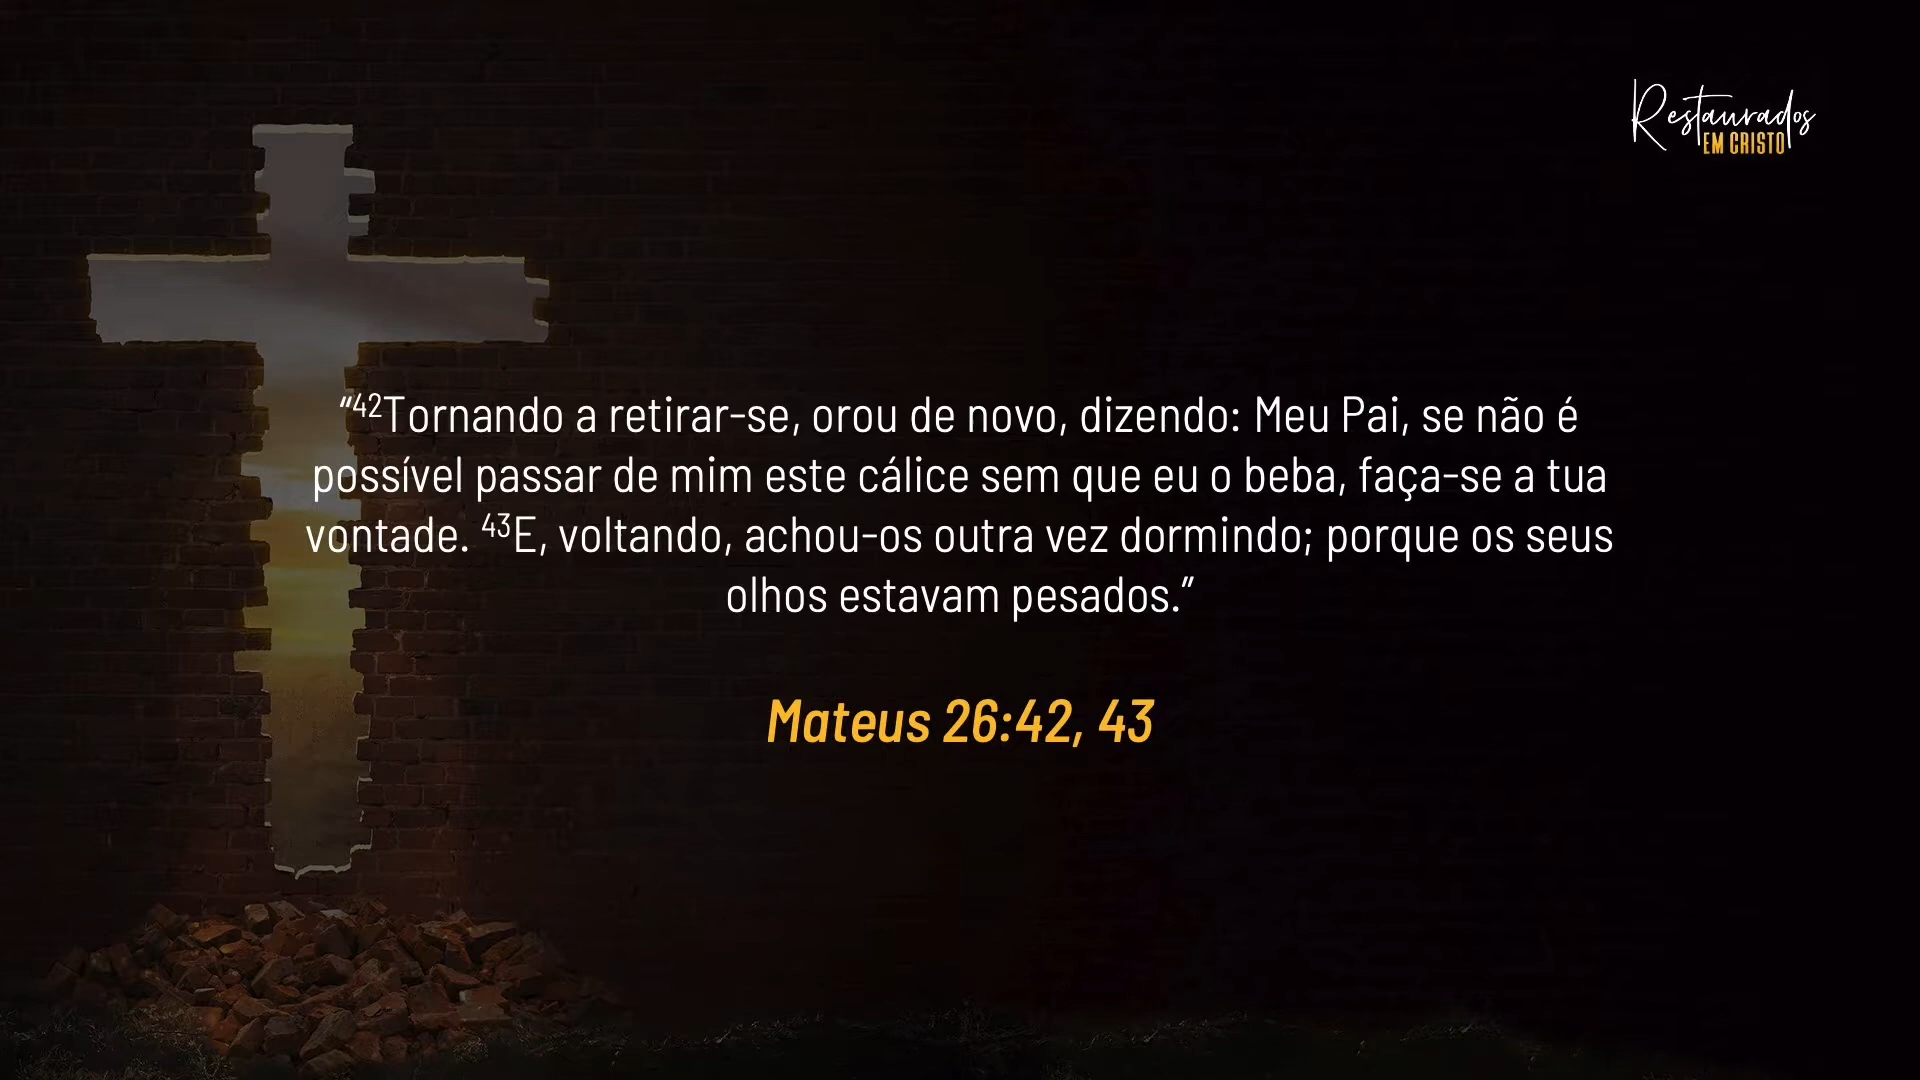 Restaurados
EM CRISTO
“⁴²Tornando a retirar-se, orou de novo, dizendo: Meu Pai, se não é
possível passar de mim este cálice sem que eu o beba, faça-se a tua
vontade. ⁴³E, voltando, achou-os outra vez dormindo; porque os seus
olhos estavam pesados.”
Mateus 26:42, 43